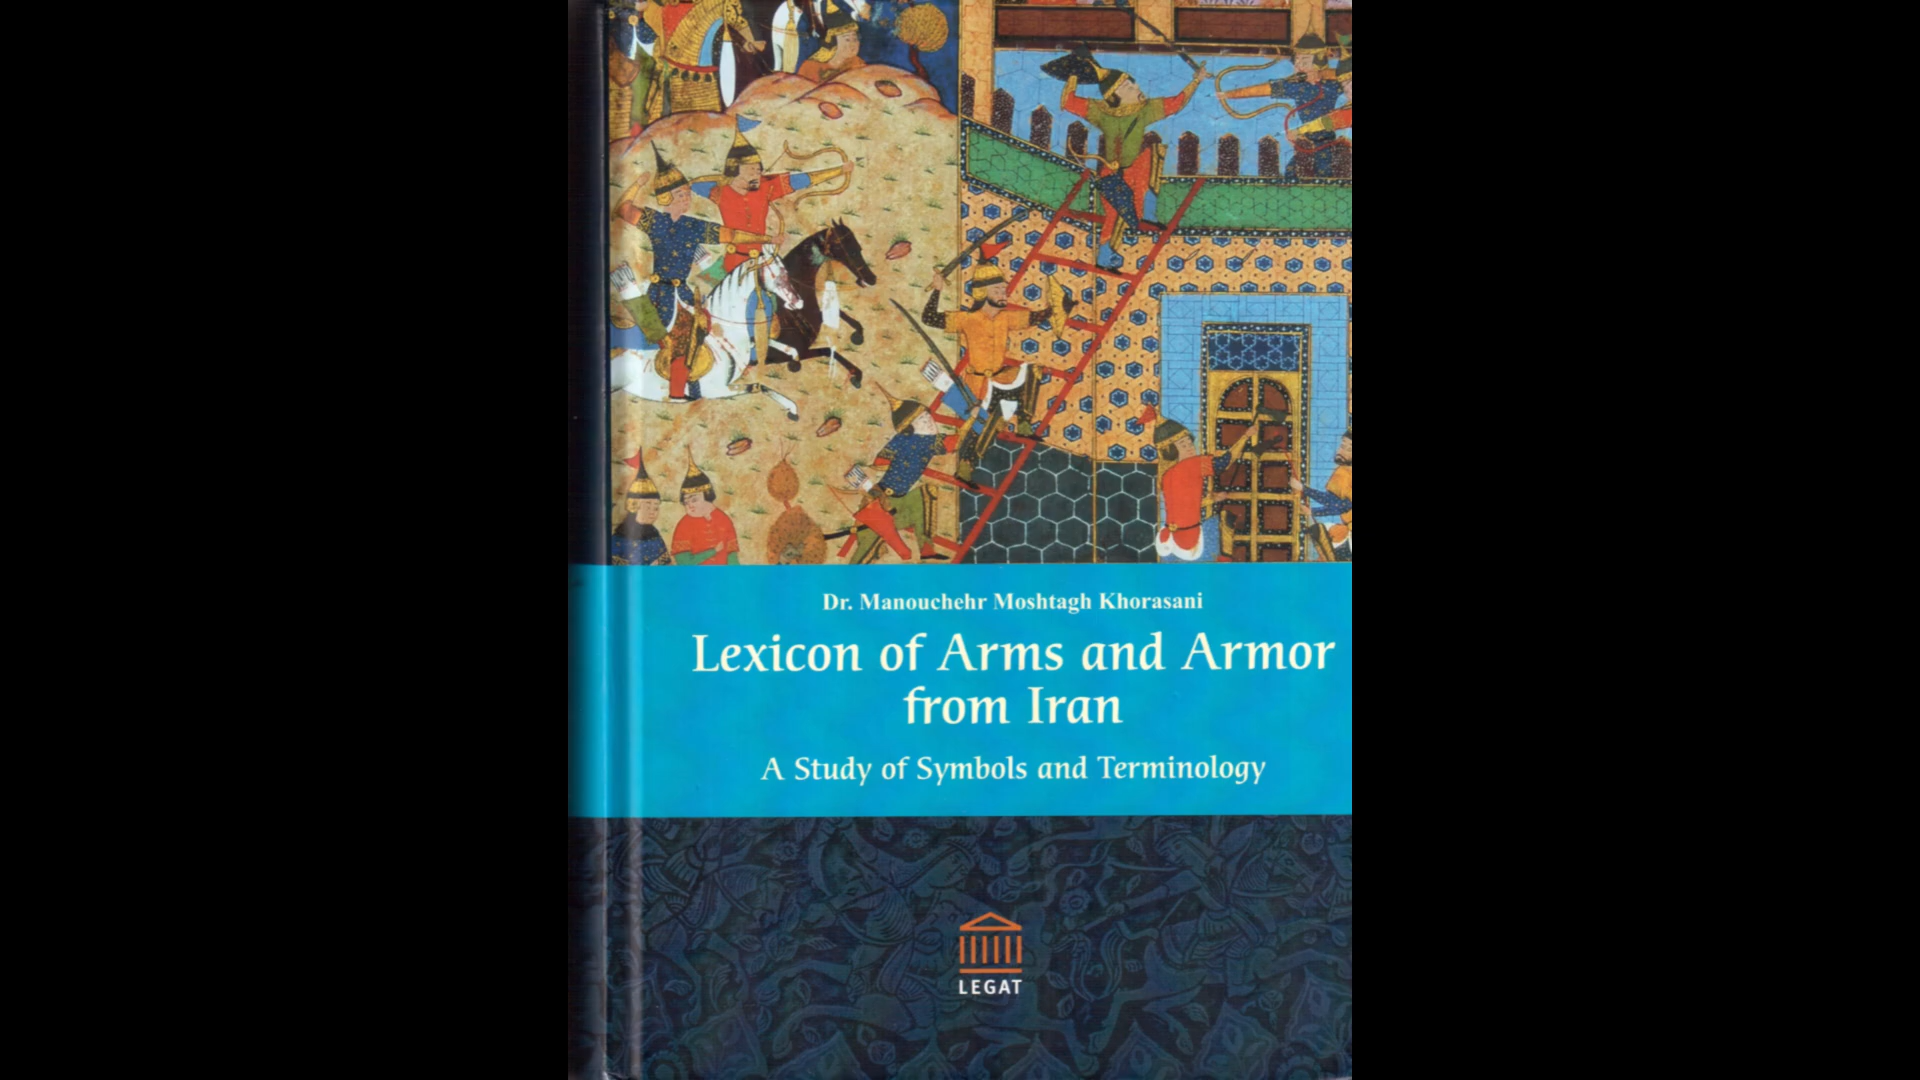 Dr. Manouchehr Moshtagh Khorasani
Lexicon of Arms and Armor
from Iran
A Study of Symbols and Terminology
LEGAT